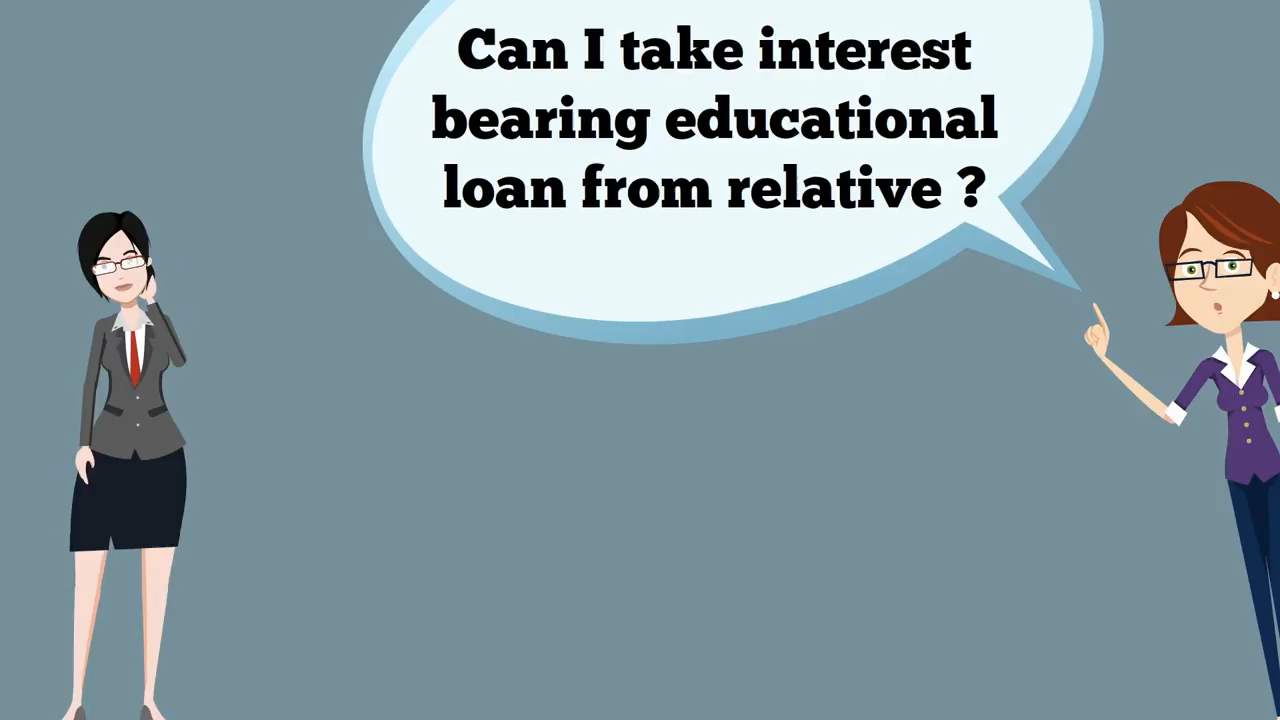 Can I take interest
bearing educational
loan from relative ?